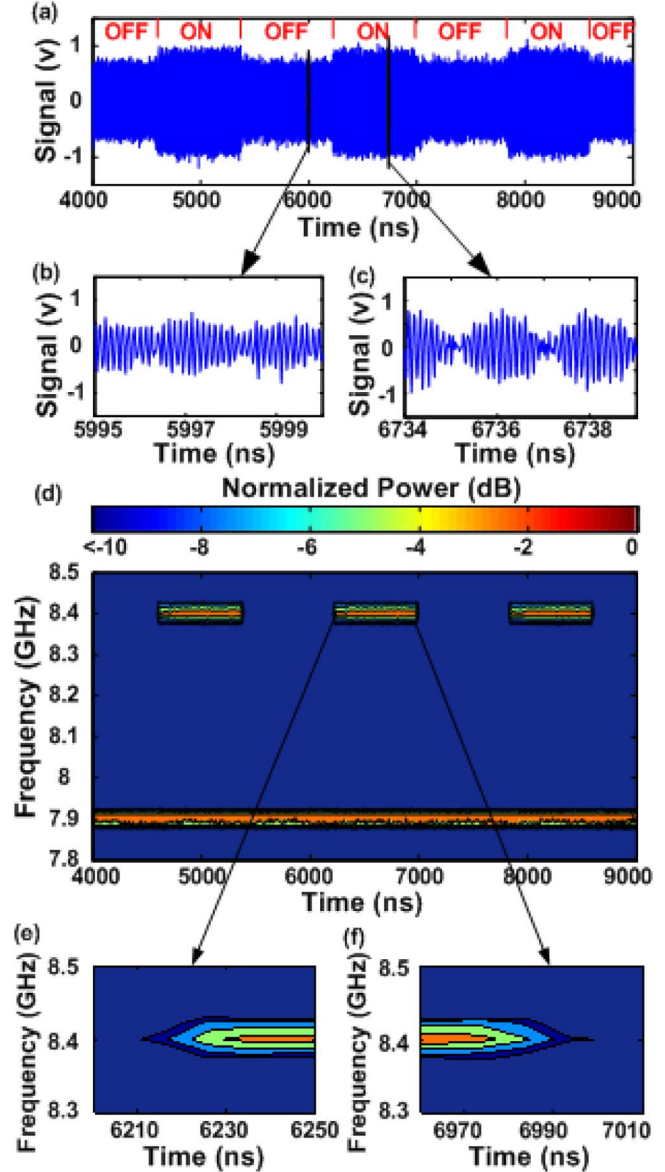 (a)
OFF ON OFF ON OFF ON OFF
Signal (v)
1
0
-1
4000 5000 6000 7000 8000 9000
Time (ns)
(b)
Signal (v)
1
0
-1
5995 5997 5999
Time (ns)
(c)
Signal (v)
1
0
-1
6734 6736 6738
Time (ns)
(d)
Normalized Power (dB)
<-10 -8 -6 -4 -2 0
Frequency (GHz)
8.5
8.4
8.3
8.2
8.1
8
7.9
7.8
4000 5000 6000 7000 8000 9000
Time (ns)
(e)
Frequency (GHz)
8.5
8.4
8.3
6210 6230 6250
Time (ns)
(f)
Frequency (GHz)
8.5
8.4
8.3
6970 6990 7010
Time (ns)